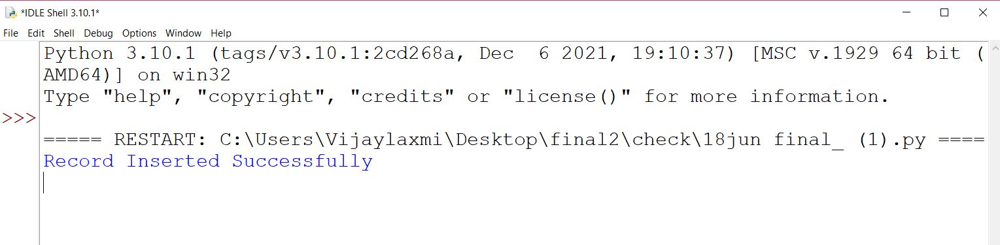 *IDLE Shell 3.10.1*
File Edit Shell Debug Options Window Help
Python 3.10.1 (tags/v3.10.1:2cd268a, Dec  6 2021, 19:10:37) [MSC v.1929 64 bit (
AMD64)] on win32
Type "help", "copyright", "credits" or "license()" for more information.
>>>
===== RESTART: C:\Users\Vijaylaxmi\Desktop\final2\check\18jun final_ (1).py ====
Record Inserted Successfully